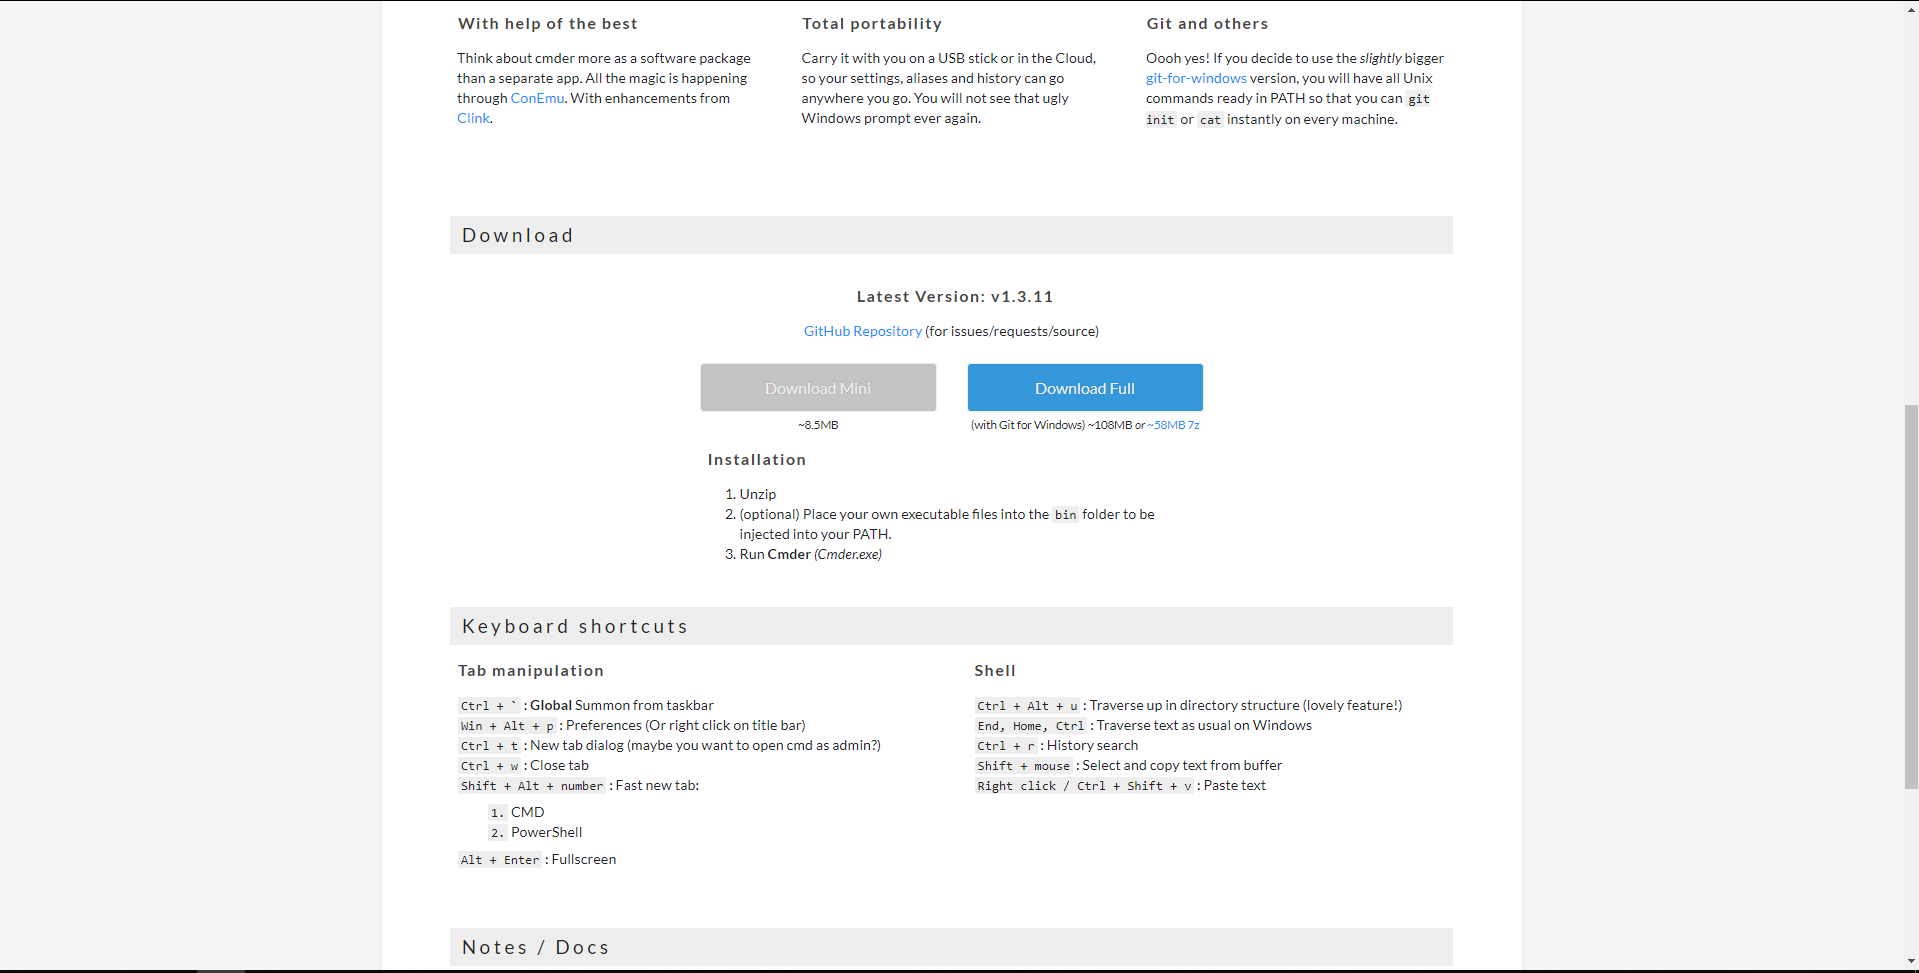 With help of the best
Think about cmder more as a software package
than a separate app. All the magic is happening
through ConEmu. With enhancements from
Clink.
Total portability
Carry it with you on a USB stick or in the Cloud,
so your settings, aliases and history can go
anywhere you go. You will not see that ugly
Windows prompt ever again.
Git and others
Oooh yes! If you decide to use the slightly bigger
git-for-windows version, you will have all Unix
commands ready in PATH so that you can git
init or cat instantly on every machine.
Download
Latest Version: v1.3.11
GitHub Repository (for issues/requests/source)
Download Mini
~8.5MB
Download Full
(with Git for Windows) ~108MB or ~58MB 7z
Installation
1. Unzip
2. (optional) Place your own executable files into the bin folder to be
injected into your PATH.
3. Run Cmder (Cmder.exe)
Keyboard shortcuts
Tab manipulation
Ctrl + ` : Global Summon from taskbar
Win + Alt + p : Preferences (Or right click on title bar)
Ctrl + t : New tab dialog (maybe you want to open cmd as admin?)
Ctrl + w : Close tab
Shift + Alt + number : Fast new tab:
1. CMD
2. PowerShell
Alt + Enter : Fullscreen
Shell
Ctrl + Alt + u : Traverse up in directory structure (lovely feature!)
End, Home, Ctrl : Traverse text as usual on Windows
Ctrl + r : History search
Shift + mouse : Select and copy text from buffer
Right click / Ctrl + Shift + v : Paste text
Notes / Docs